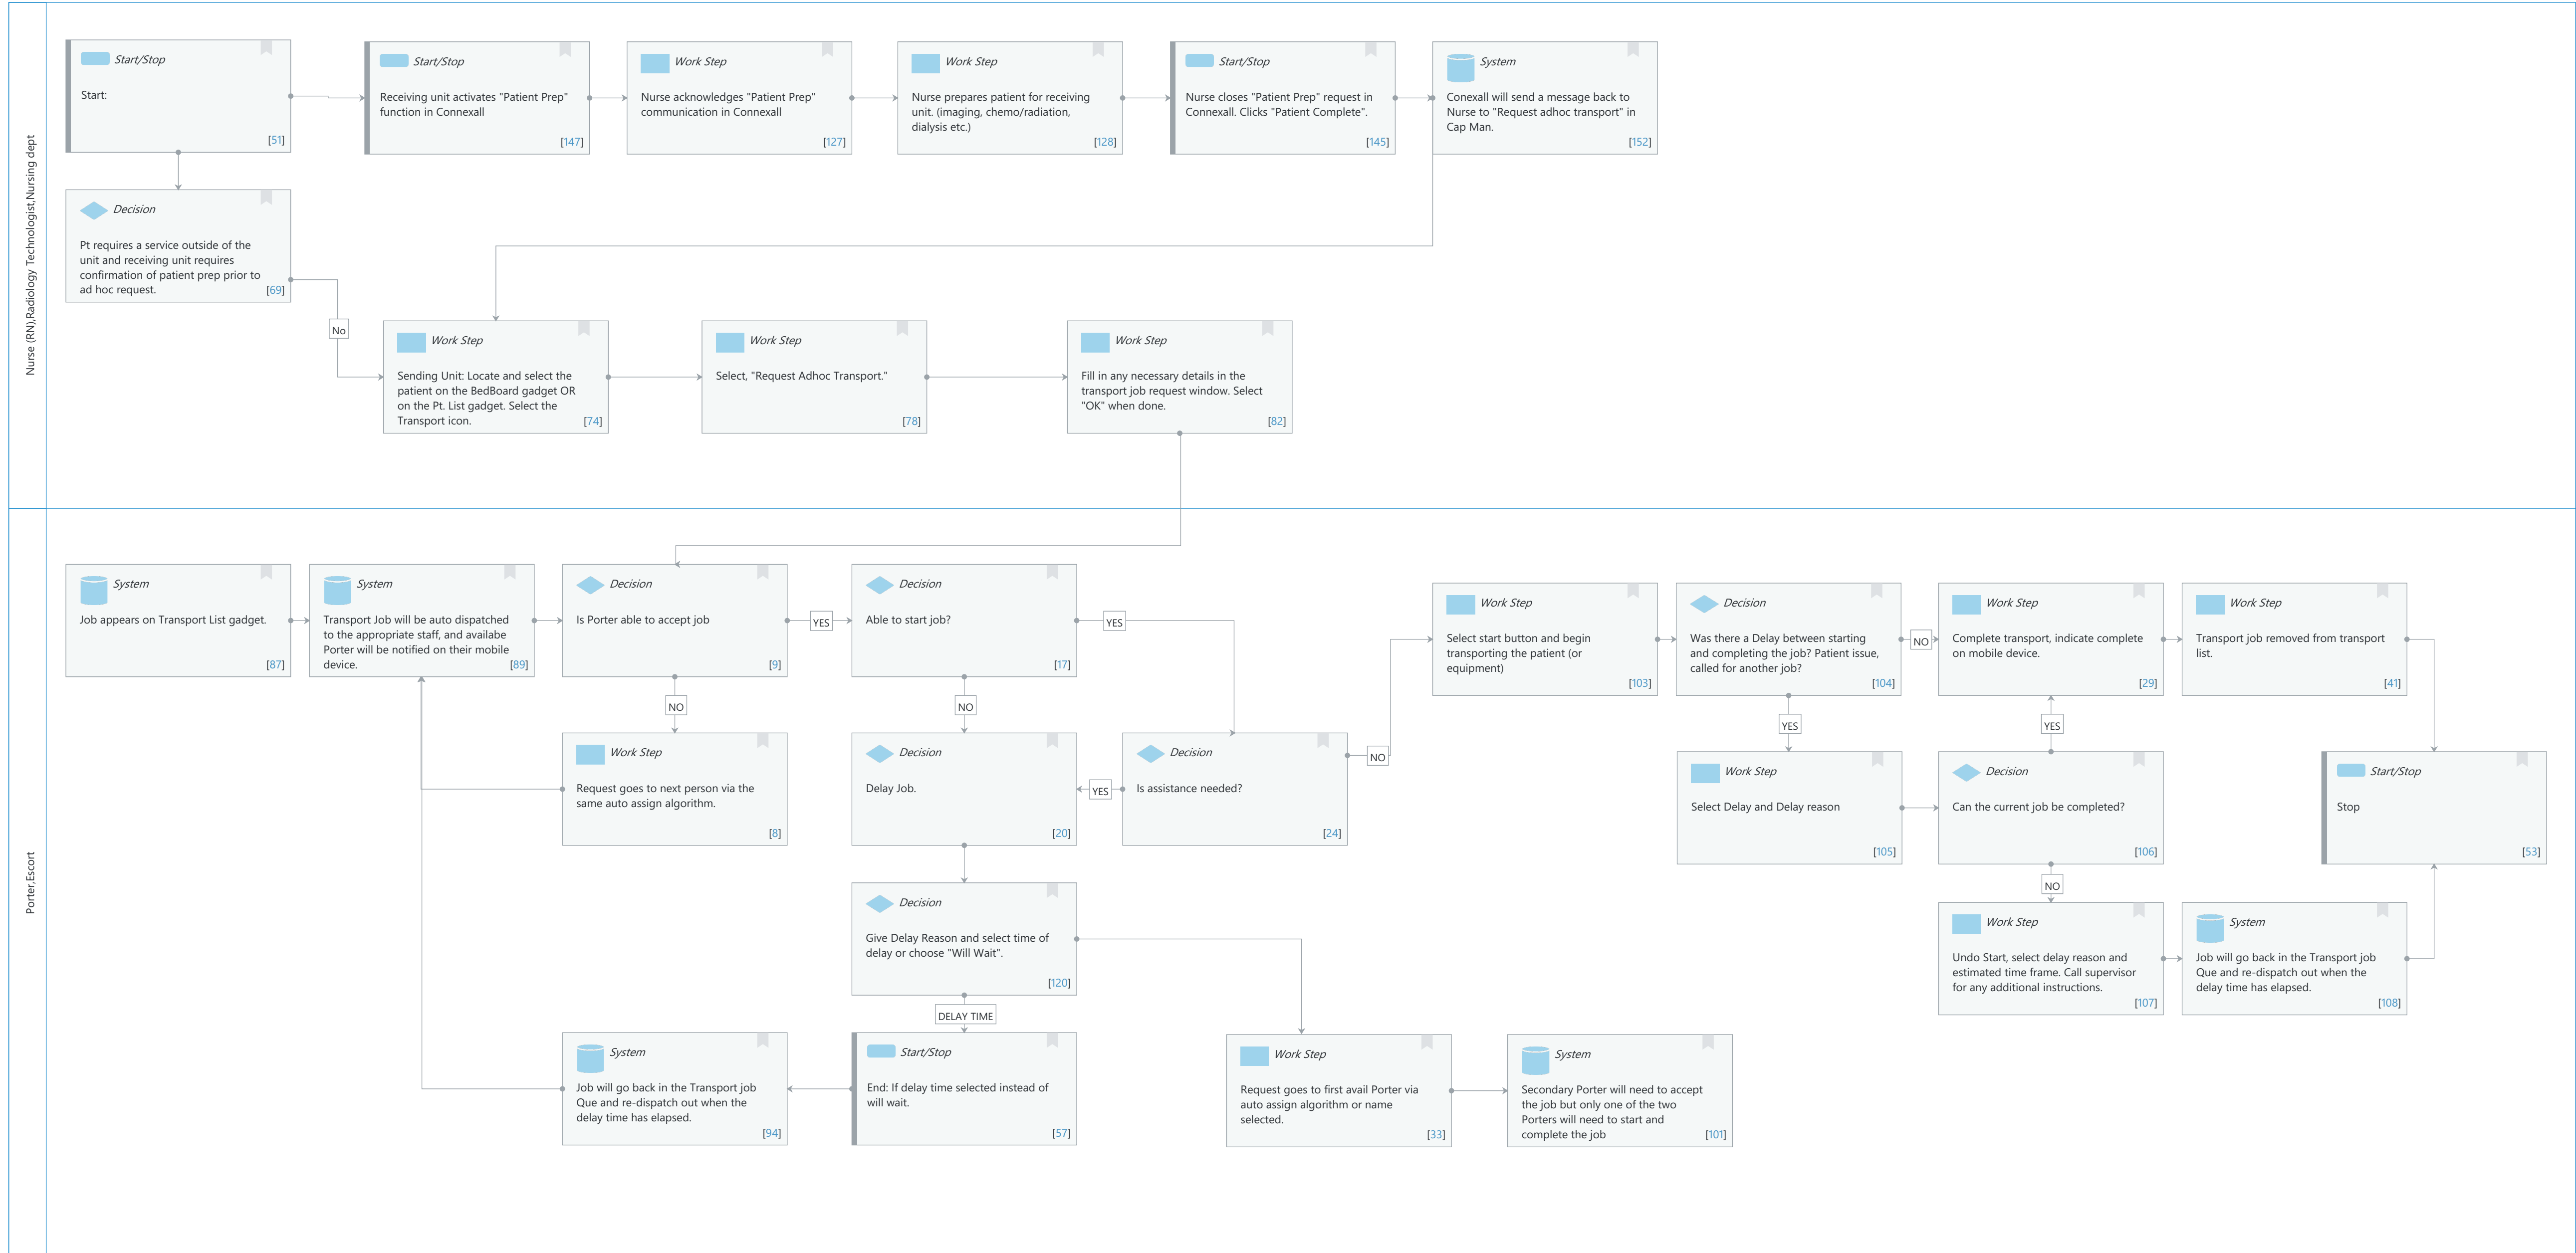 Nurse (RN),Radiology Technologist,Nursing dept
Start/Stop
Start:
[51]
Start/Stop
Receiving unit activates "Patient Prep"
function in Connexall
[147]
Work Step
Nurse acknowledges "Patient Prep"
communication in Connexall
[127]
Work Step
Nurse prepares patient for receiving
unit. (imaging, chemo/radiation,
dialysis etc.)
[128]
Start/Stop
Nurse closes "Patient Prep" request in
Connexall. Clicks "Patient Complete".
[145]
System
Conexall will send a message back to
Nurse to "Request adhoc transport" in
Cap Man.
[152]
Decision
Pt requires a service outside of the
unit and receiving unit requires
confirmation of patient prep prior to
ad hoc request.
[69]
No
Work Step
Sending Unit: Locate and select the
patient on the BedBoard gadget OR
on the Pt. List gadget. Select the
Transport icon.
[74]
Work Step
Select, "Request Adhoc Transport."
[78]
Work Step
Fill in any necessary details in the
transport job request window. Select
"OK" when done.
[82]
Porter,Escort
System
Job appears on Transport List gadget.
[87]
System
Transport Job will be auto dispatched
to the appropriate staff, and availabe
Porter will be notified on their mobile
device.
[89]
Decision
Is Porter able to accept job
[9]
YES
Decision
Able to start job?
[17]
YES
Work Step
Select start button and begin
transporting the patient (or
equipment)
[103]
Decision
Was there a Delay between starting
and completing the job? Patient issue,
called for another job?
[104]
NO
Work Step
Complete transport, indicate complete
on mobile device.
[29]
Work Step
Transport job removed from transport
list.
[41]
NO
NO
YES
YES
Work Step
Request goes to next person via the
same auto assign algorithm.
[8]
Decision
Delay Job.
[20]
YES
Decision
Is assistance needed?
[24]
NO
Work Step
Select Delay and Delay reason
[105]
Decision
Can the current job be completed?
[106]
Start/Stop
Stop
[53]
NO
Decision
Give Delay Reason and select time of
delay or choose "Will Wait".
[120]
Work Step
Undo Start, select delay reason and
estimated time frame. Call supervisor
for any additional instructions.
[107]
System
Job will go back in the Transport job
Que and re-dispatch out when the
delay time has elapsed.
[108]
DELAY TIME
System
Job will go back in the Transport job
Que and re-dispatch out when the
delay time has elapsed.
[94]
Start/Stop
End: If delay time selected instead of
will wait.
[57]
Work Step
Request goes to first avail Porter via
auto assign algorithm or name
selected.
[33]
System
Secondary Porter will need to accept
the job but only one of the two
Porters will need to start and
complete the job
[101]